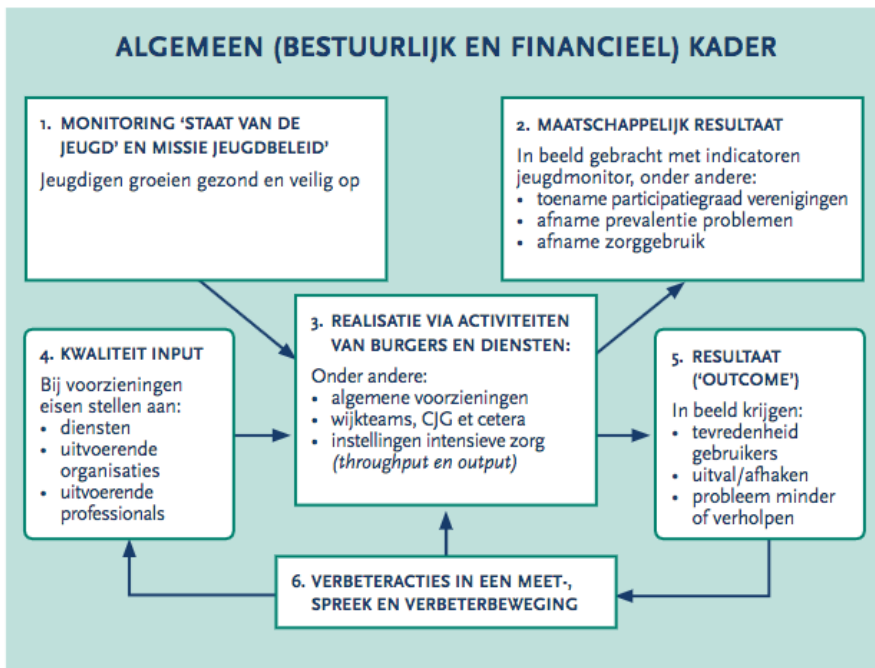 ALGEMEEN (BESTUURLIJK EN FINANCIEEL) KADER
1. MONITORING ‘STAAT VAN DE
JEUGD’ EN MISSIE JEUGDBELEID’
Jeugdigen groeien gezond en veilig op
2. MAATSCHAPPELIJK RESULTAAT
In beeld gebracht met indicatoren
jeugdmonitor, onder andere:
• toename participatiegraad verenigingen
• afname prevalentie problemen
• afname zorggebruik
3. REALISATIE VIA ACTIVITEITEN
VAN BURGERS EN DIENSTEN:
Onder andere:
• algemene voorzieningen
• wijkteams, CJG et cetera
• instellingen intensieve zorg
(throughput en output)
4. KWALITEIT INPUT
Bij voorzieningen
eisen stellen aan:
• diensten
• uitvoerende
organisaties
• uitvoerende
professionals
5. RESULTAAT
(‘OUTCOME’)
In beeld krijgen:
• tevredenheid
gebruikers
• uitval/afhaken
• probleem minder
of verholpen
6. VERBETERACTIES IN EEN MEET-,
SPREEK EN VERBETERBEWEGING